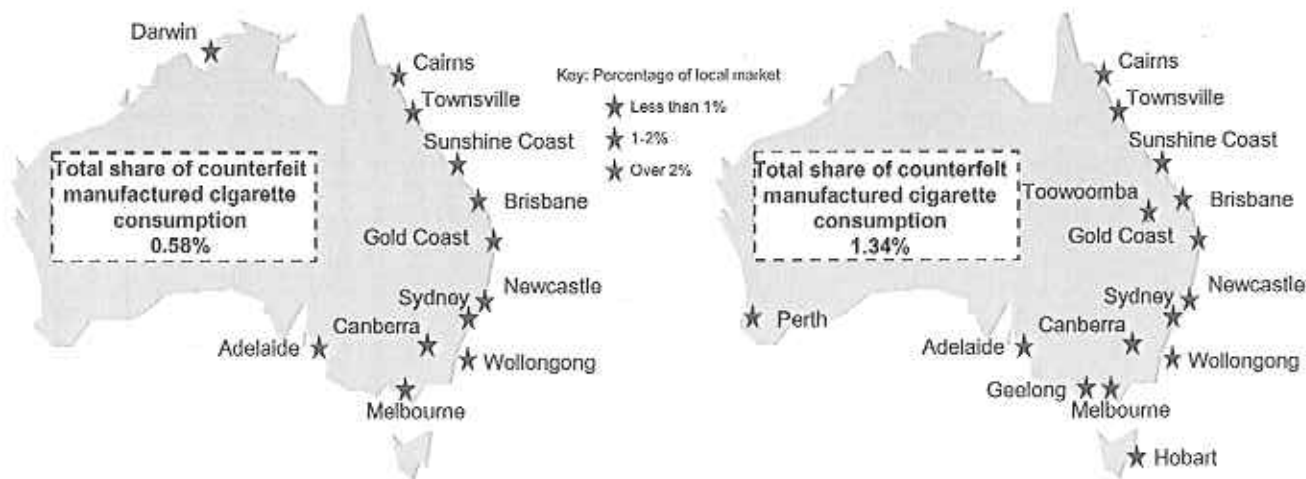 Darwin
Cairns
Townsville
Sunshine Coast
Total share of counterfeit
manufactured cigarette
consumption
0.58%
Brisbane
Gold Coast
Newcastle
Sydney
Canberra
Adelaide
Wollongong
Melbourne
Key: Percentage of local market
Less than 1%
1-2%
Over 2%
Cairns
Townsville
Sunshine Coast
Total share of counterfeit
manufactured cigarette
consumption
1.34%
Toowoomba
Brisbane
Gold Coast
Newcastle
Sydney
Perth
Canberra
Adelaide
Wollongong
Geelong
Melbourne
Hobart